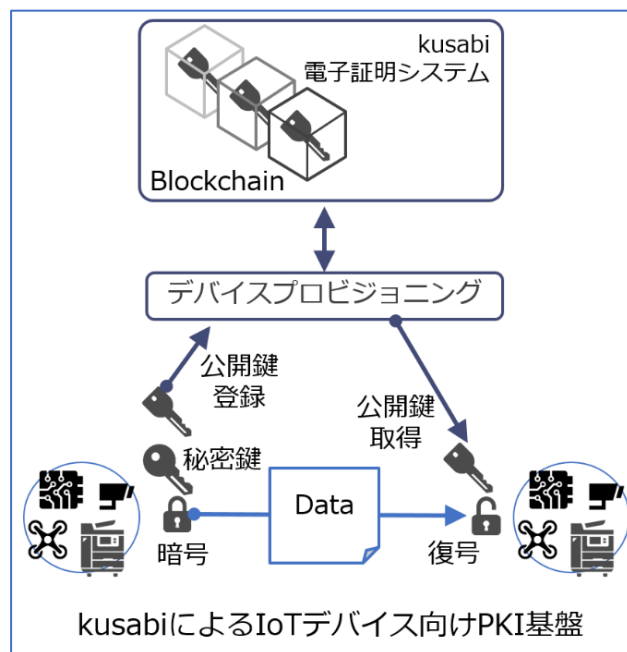 kusabi
電子証明システム
Blockchain
デバイスプロビジョニング
公開鍵
登録
公開鍵
取得
秘密鍵
Data
暗号
復号
kusabiによるIoTデバイス向けPKI基盤